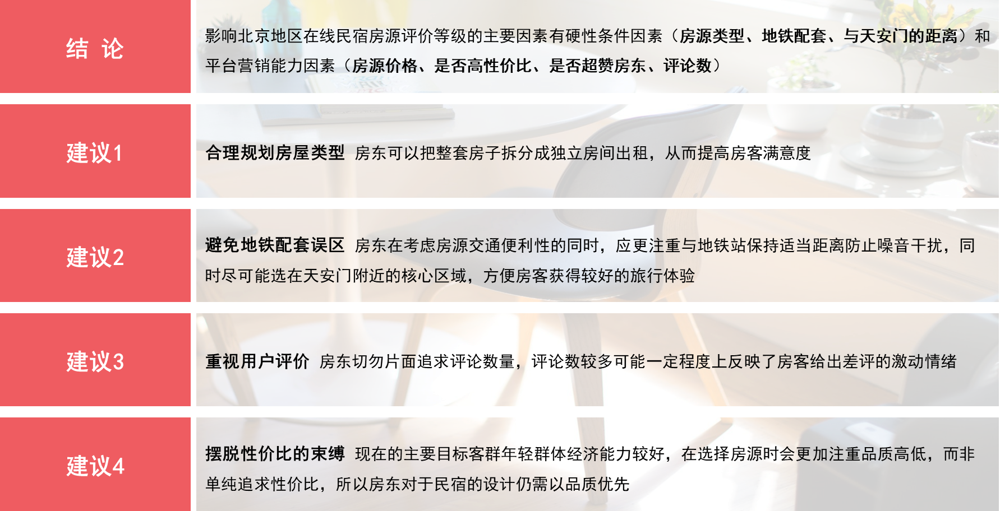 结 论
影响北京地区在线民宿房源评价等级的主要因素有硬性条件因素（房源类型、地铁配套、与天安门的距离）和
平台营销能力因素（房源价格、是否高性价比、是否超赞房东、评论数）
建议1
合理规划房屋类型 房东可以把整套房子拆分成独立房间出租，从而提高房客满意度
建议2
避免地铁配套误区 房东在考虑房源交通便利性的同时，应更注重与地铁站保持适当距离防止噪音干扰，同
时尽可能选在天安门附近的核心区域，方便房客获得较好的旅行体验
建议3
重视用户评价 房东切勿片面追求评论数量，评论数较多可能一定程度上反映了房客给出差评的激动情绪
建议4
摆脱性价比的束缚 现在的主要目标客群年轻群体经济能力较好，在选择房源时会更加注重品质高低，而非
单纯追求性价比，所以房东对于民宿的设计仍需以品质优先